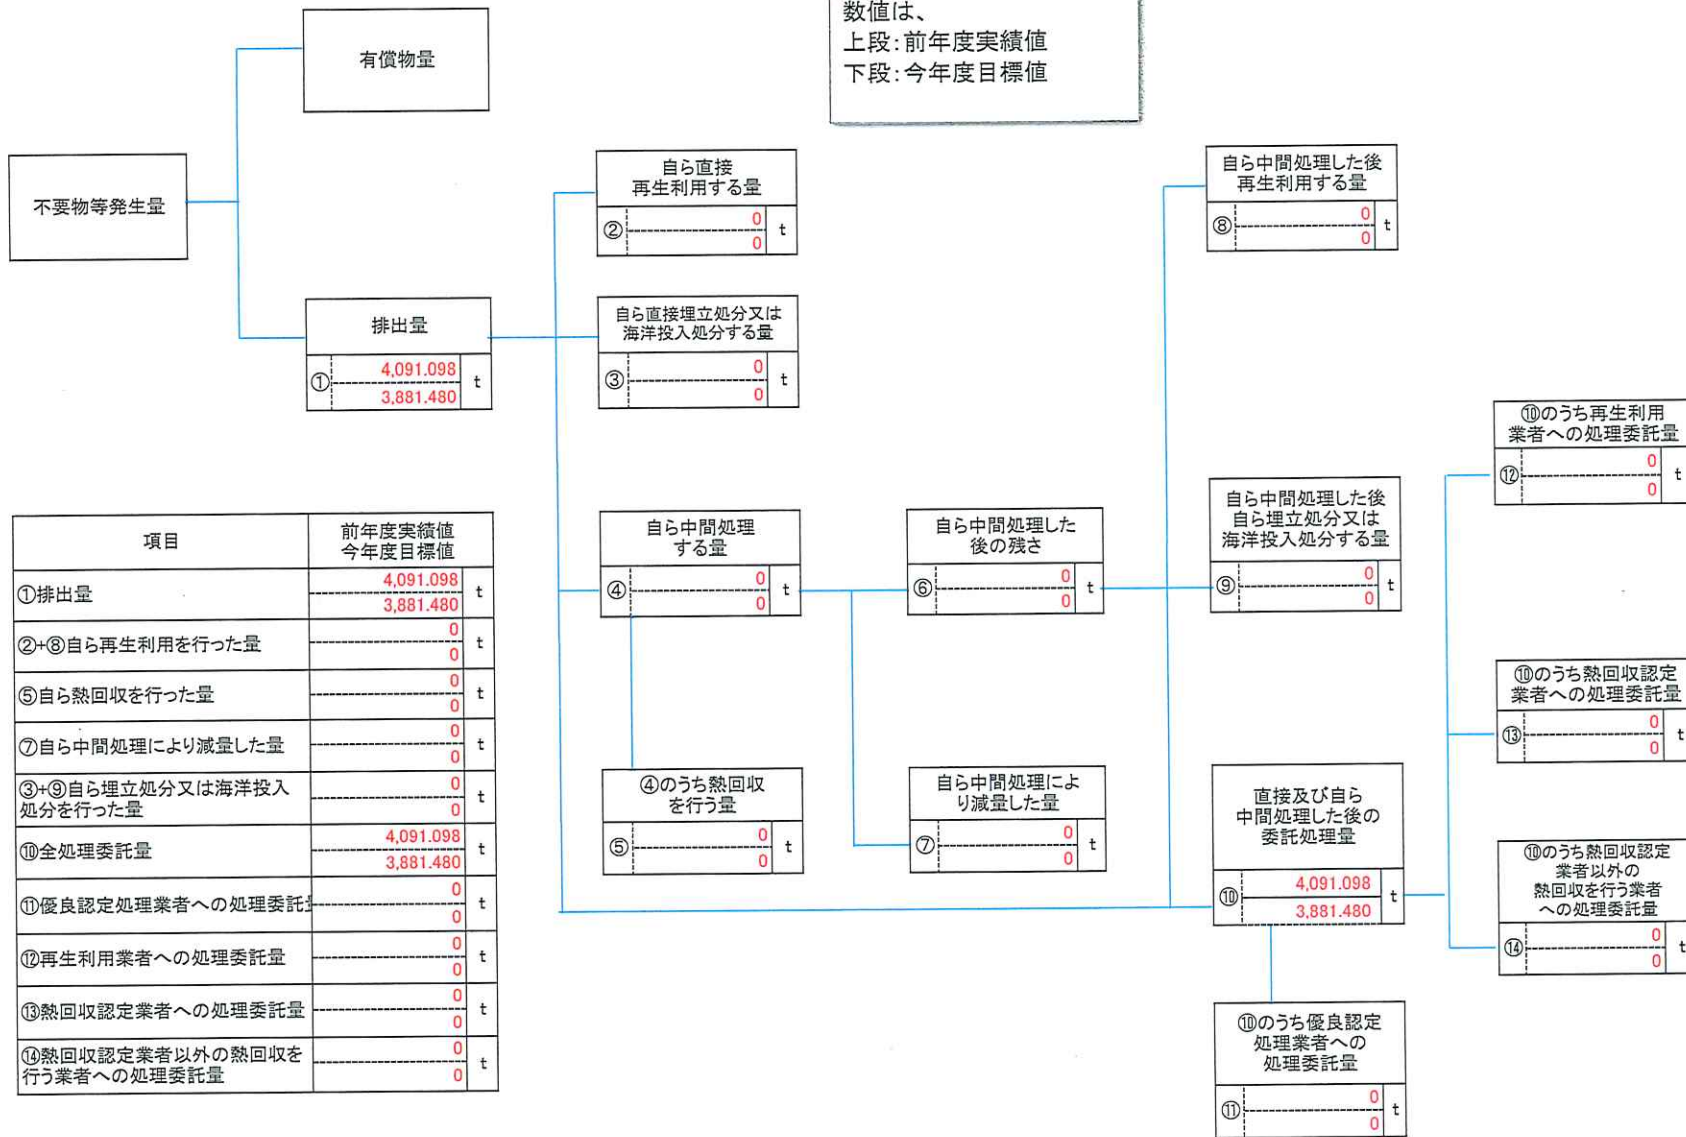 数値は、
上段:前年度実績値
下段:今年度目標値
有償物量
不要物等発生量
排出量
① 4,091.098 t
3,881.480
自ら直接
再生利用する量
② 0 t
0
自ら直接埋立処分又は
海洋投入処分する量
③ 0 t
0
自ら中間処理
する量
④ 0 t
0
④のうち熱回収
を行う量
⑤ 0 t
0
自ら中間処理した
後の残さ
⑥ 0 t
0
自ら中間処理によ
り減量した量
⑦ 0 t
0
自ら中間処理した後
再生利用する量
⑧ 0 t
0
自ら中間処理した後
自ら埋立処分又は
海洋投入処分する量
⑨ 0 t
0
直接及び自ら
中間処理した後の
委託処理量
⑩ 4,091.098 t
3,881.480
⑩のうち優良認定
処理業者への
処理委託量
⑪ 0 t
0
⑩のうち再生利用
業者への処理委託量
⑫ 0 t
0
⑩のうち熱回収認定
業者への処理委託量
⑬ 0 t
0
⑩のうち熱回収認定
業者以外の
熱回収を行う業者
への処理委託量
⑭ 0 t
0
項目
前年度実績値
今年度目標値
①排出量 4,091.098 t
3,881.480
②+⑧自ら再生利用を行った量 0 t
0
⑤自ら熱回収を行った量 0 t
0
⑦自ら中間処理により減量した量 0 t
0
③+⑨自ら埋立処分又は海洋投入
処分を行った量
0 t
0
⑩全処理委託量 4,091.098 t
3,881.480
⑪優良認定処理業者への処理委託 0 t
0
⑫再生利用業者への処理委託量 0 t
0
⑬熱回収認定業者への処理委託量 0 t
0
⑭熱回収認定業者以外の熱回収を
行う業者への処理委託量
0 t
0